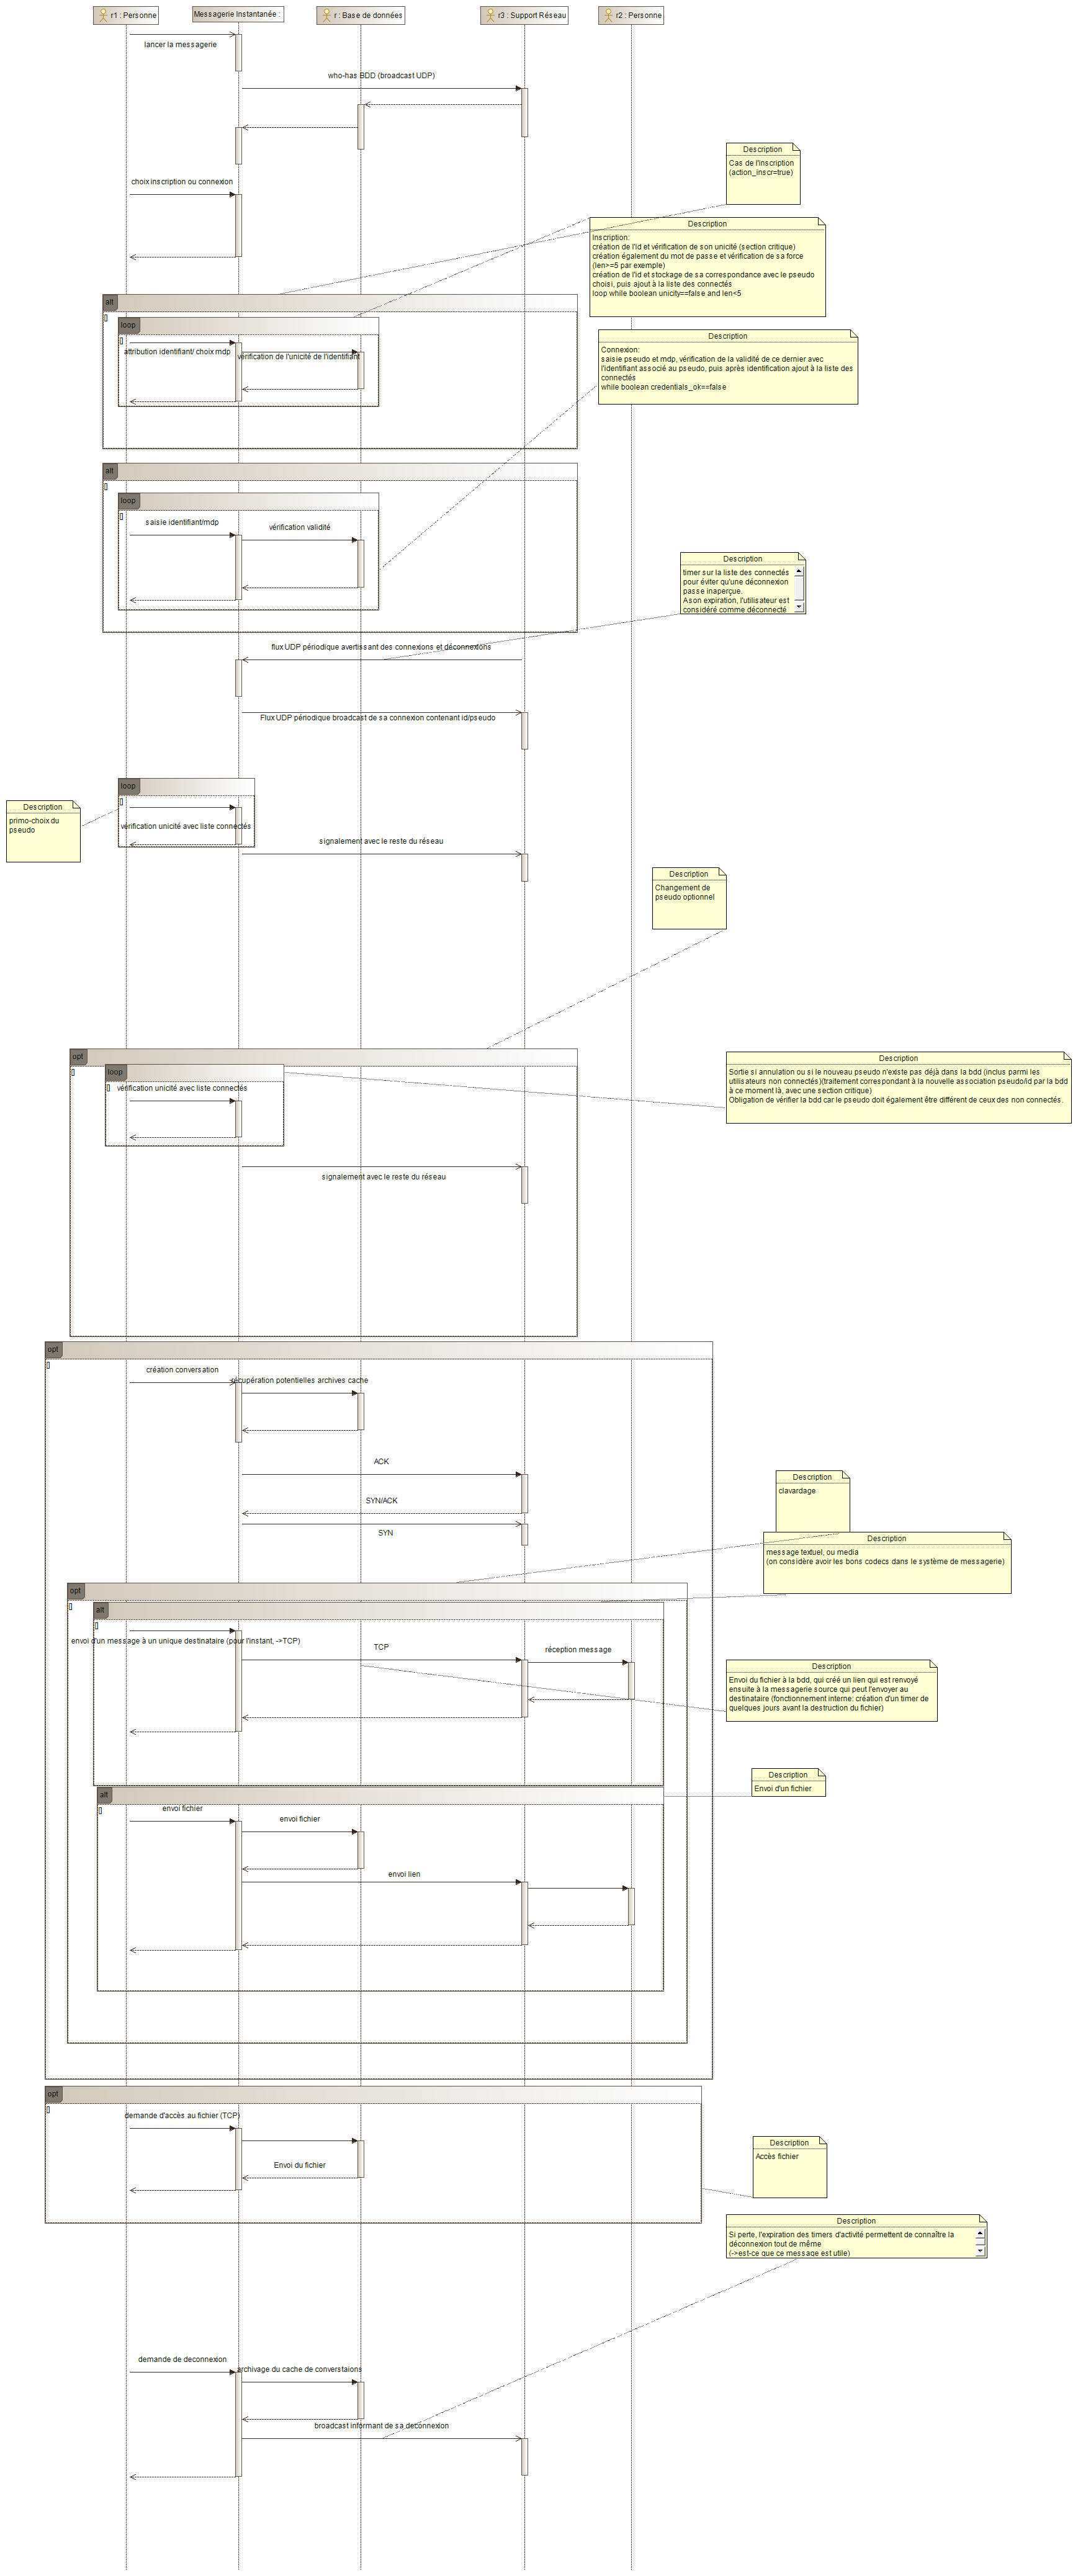 r1 : Personne
Messagerie Instantanée :
r : Base de données
r3 : Support Réseau
r2 : Personne
lancer la messagerie
who-has BDD (broadcast UDP)
Description
Cas de l'inscription
(action_inscr=true)
choix inscription ou connexion
Description
Inscription:
création de l'id et vérification de son unicité (section critique)
création également du mot de passe et vérification de sa force
(len>=5 par exemple)
création de l'id et stockage de sa correspondance avec le pseudo
choisi, puis ajout à la liste des connectés
loop while boolean unicity==false and len<5
alt
[]
loop
[]
attribution identifiant/ choix mdp
vérification de l'unicité de l'identifiant
Description
Connexion:
saisie pseudo et mdp, vérification de la validité de ce dernier avec
l'identifiant associé au pseudo, puis après identification ajout à la liste des
connectés
while boolean credentials_ok==false
alt
[]
loop
[]
saisie identifiant/mdp
vérification validité
Description
timer sur la liste des connectés
pour éviter qu'une déconnexion
passe inaperçue.
A son expiration, l'utilisateur est
considéré comme déconnecté
flux UDP périodique avertissant des connexions et déconnexions
Flux UDP périodique broadcast de sa connexion contenant id/pseudo
loop
[]
Description
primo-choix du
pseudo
vérification unicité avec liste connectés
signalement avec le reste du réseau
Description
Changement de
pseudo optionnel
opt
[]
loop
[]
vérification unicité avec liste connectés
Description
Sortie si annulation ou si le nouveau pseudo n'existe pas déjà dans la bdd (inclus parmi les
utilisateurs non connectés)(traitement correspondant à la nouvelle association pseudo/id par la bdd
à ce moment là, avec une section critique)
Obligation de vérifier la bdd car le pseudo doit également être différent de ceux des non connectés.
signalement avec le reste du réseau
opt
[]
création conversation
récupération potentielles archives cache
ACK
SYN/ACK
SYN
Description
clavardage
Description
message textuel, ou media
(on considère avoir les bons codecs dans le système de messagerie)
opt
[]
alt
[]
envoi d'un message à un unique destinataire (pour l'instant, ->TCP)
TCP
réception message
Description
Envoi du fichier à la bdd, qui créé un lien qui est renvoyé
ensuite à la messagerie source qui peut l'envoyer au
destinataire (fonctionnement interne: création d'un timer de
quelques jours avant la destruction du fichier)
Description
Envoi d'un fichier
alt
[]
envoi fichier
envoi fichier
envoi lien
opt
[]
demande d'accès au fichier (TCP)
Envoi du fichier
Description
Accès fichier
Description
Si perte, l'expiration des timers d'activité permettent de connaître la
déconnexion tout de même
(->est-ce que ce message est utile)
demande de deconnexion
archivage du cache de converstaions
broadcast informant de sa deconnexion